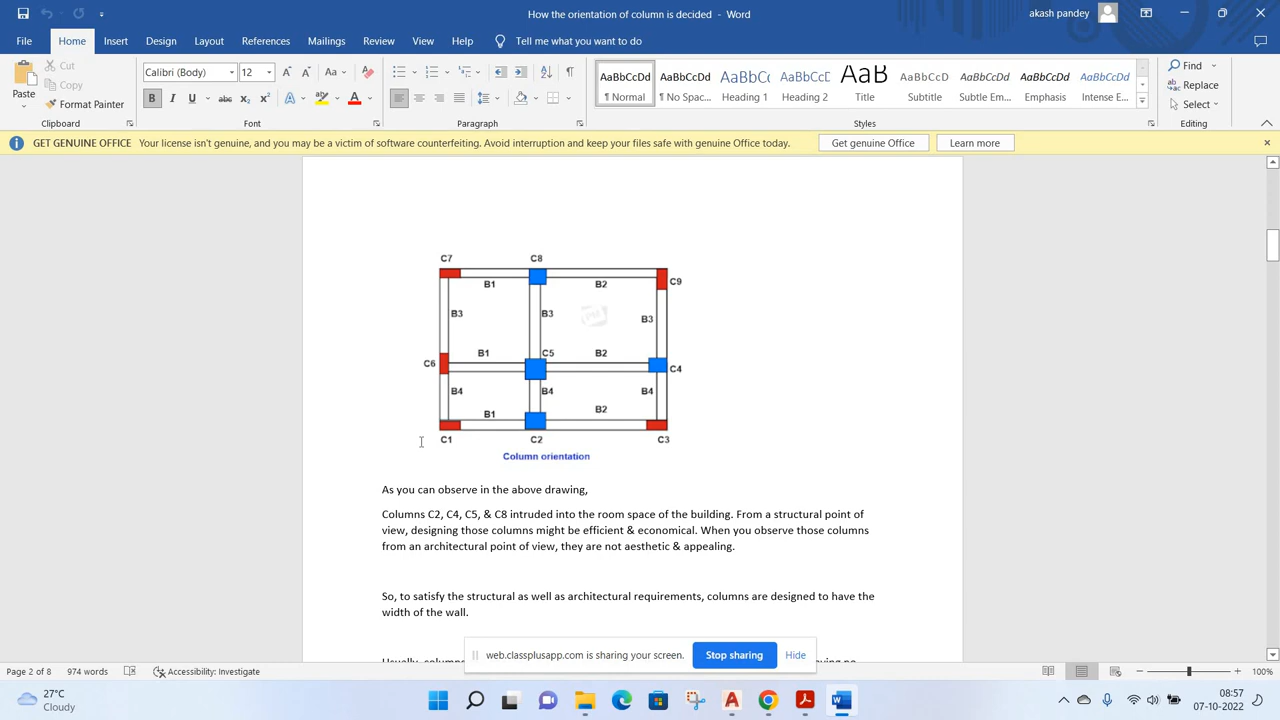 How the orientation of column is decided - Word
akash pandey
File Home Insert Design Layout References Mailings Review View Help Tell me what you want to do
Paste
Cut
Copy
Format Painter
Clipboard
Calibri (Body) 12
Font
Paragraph
AaBbCcDd AaBbCcDd AaBbCc AaBbCcD AaB AaBbCcDd AaBbCcDd AaBbCcDd AaBbCcDd
¶ Normal ¶ No Spac... Heading 1 Heading 2 Title Subtitle Subtle Em... Emphasis Intense E...
Styles
Find
Replace
Select
Editing
GET GENUINE OFFICE Your license isn't genuine, and you may be a victim of software counterfeiting. Avoid interruption and keep your files safe with genuine Office today. Get genuine Office Learn more
C7 C8
B1 B2 C9
B3 B3 B3
B1 C5 B2
C6 C4
B4 B4 B4
B1 B2
C1 C2 C3
Column orientation
As you can observe in the above drawing,
Columns C2, C4, C5, & C8 intruded into the room space of the building. From a structural point of
view, designing those columns might be efficient & economical. When you observe those columns
from an architectural point of view, they are not aesthetic & appealing.
So, to satisfy the structural as well as architectural requirements, columns are designed to have the
width of the wall.
web.classplusapp.com is sharing your screen. Stop sharing Hide
Page 2 of 8 974 words Accessibility: Investigate 100%
27°C
Cloudy
08:57
07-10-2022